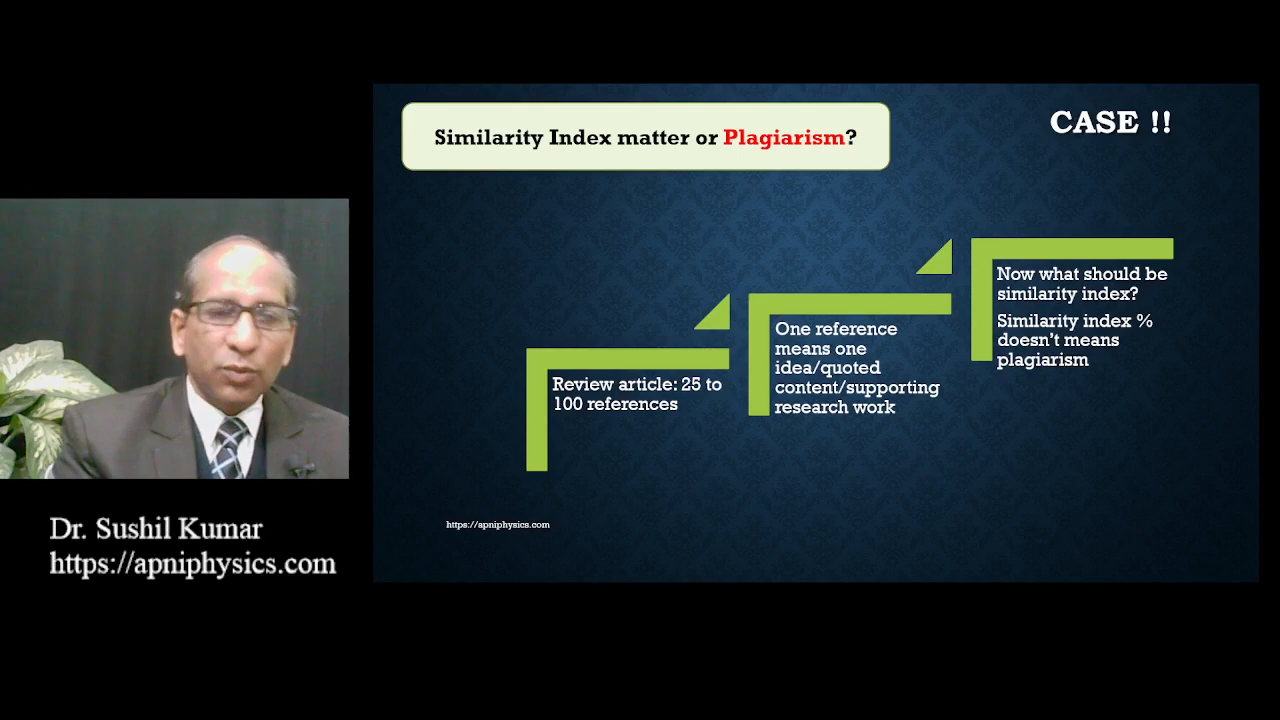 Similarity Index matter or Plagiarism?
CASE !!
Review article: 25 to
100 references
One reference
means one
idea/quoted
content/supporting
research work
Now what should be
similarity index?
Similarity index %
doesn't means
plagiarism
https://apniphysics.com
Dr. Sushil Kumar
https://apniphysics.com